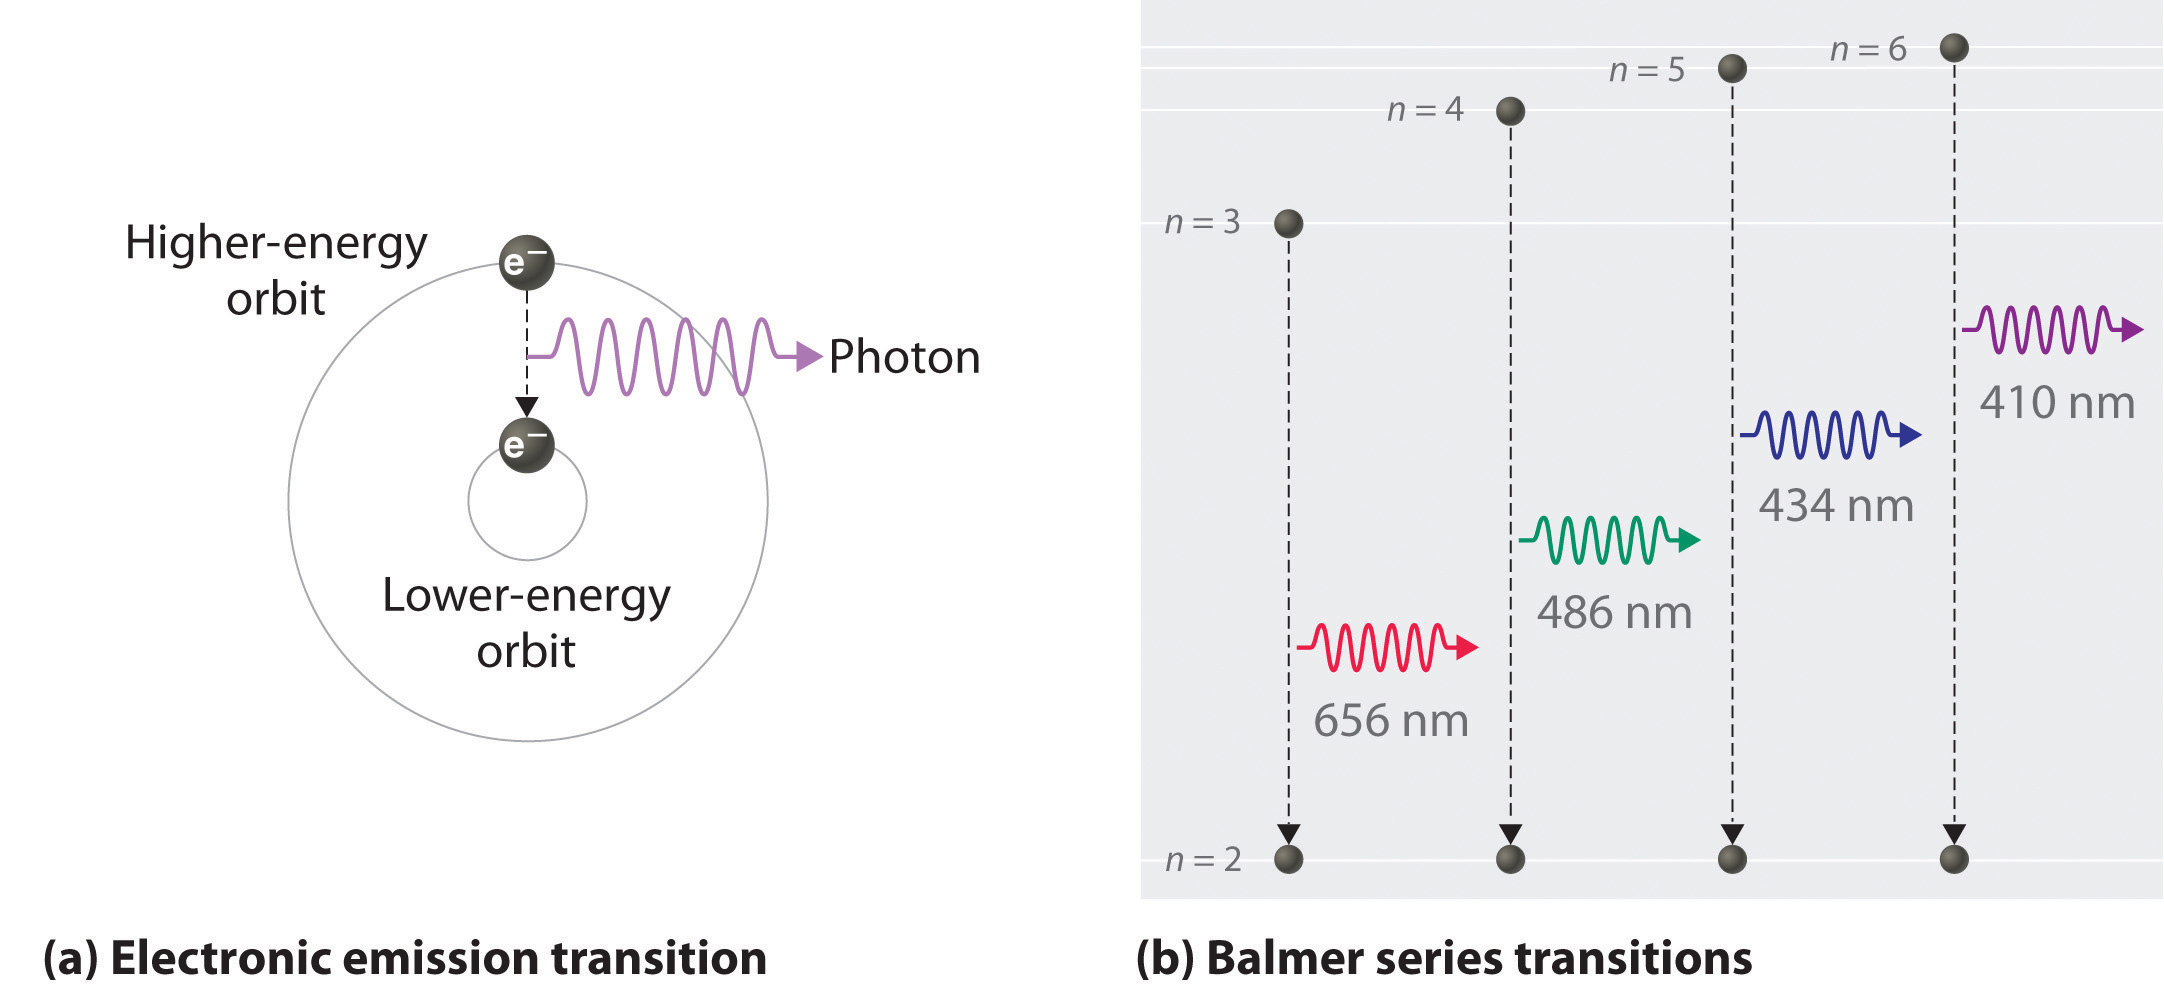 Higher-energy
orbit
e⁻
Photon
e⁻
Lower-energy
orbit
(a) Electronic emission transition
n = 6
n = 5
n = 4
n = 3
410 nm
434 nm
486 nm
656 nm
n = 2
(b) Balmer series transitions